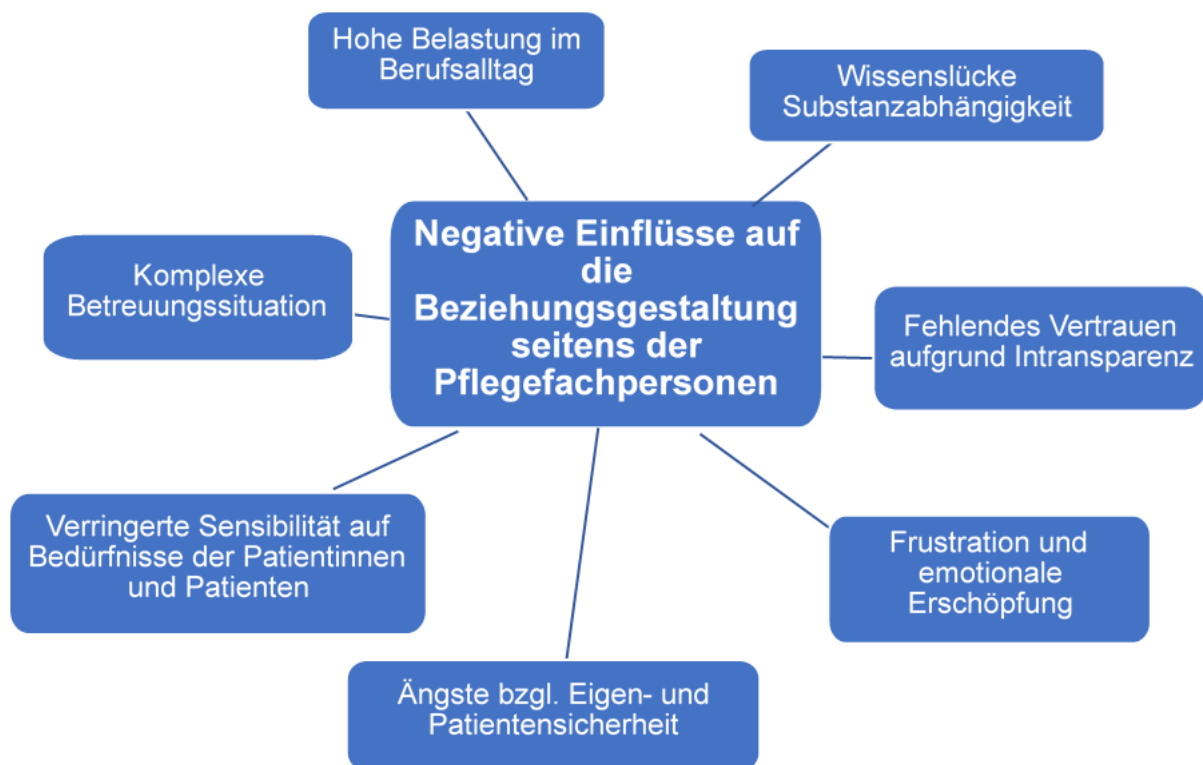 Hohe Belastung im
Berufsalltag
Wissenslücke
Substanzabhängigkeit
Negative Einflüsse auf
die
Beziehungsgestaltung
seitens der
Pflegefachpersonen
Komplexe
Betreuungssituation
Fehlendes Vertrauen
aufgrund Intransparenz
Verringerte Sensibilität auf
Bedürfnisse der Patientinnen
und Patienten
Frustration und
emotionale
Erschöpfung
Ängste bzgl. Eigen- und
Patientensicherheit